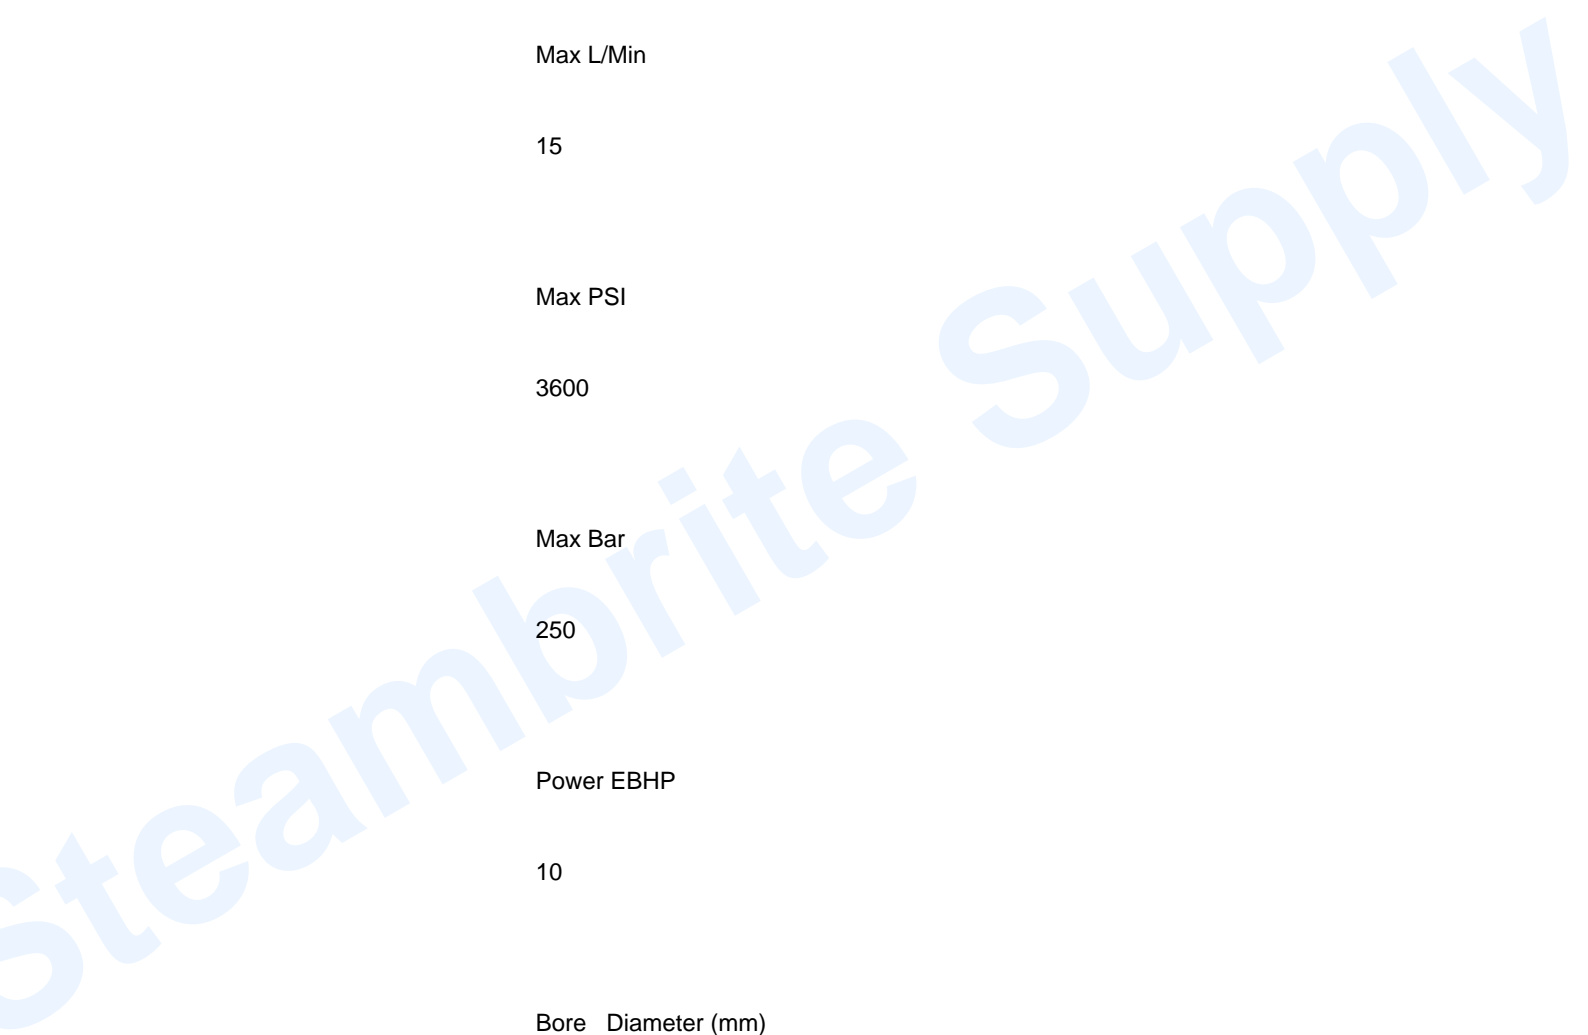 Max L/Min
15
Max PSI
3600
Max Bar
250
Power EBHP
10
Bore Diameter (mm)
Steambrite Supply